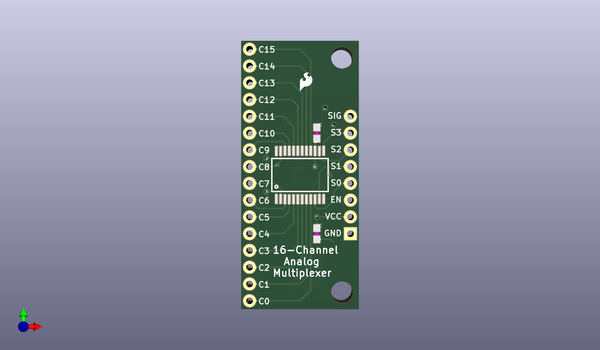 C15
C14
C13
C12
C11
C10
C9
C8
C7
C6
C5
C4
C3
C2
C1
C0
SIG
S3
S2
S1
S0
EN
VCC
GND
16-Channel
Analog
Multiplexer